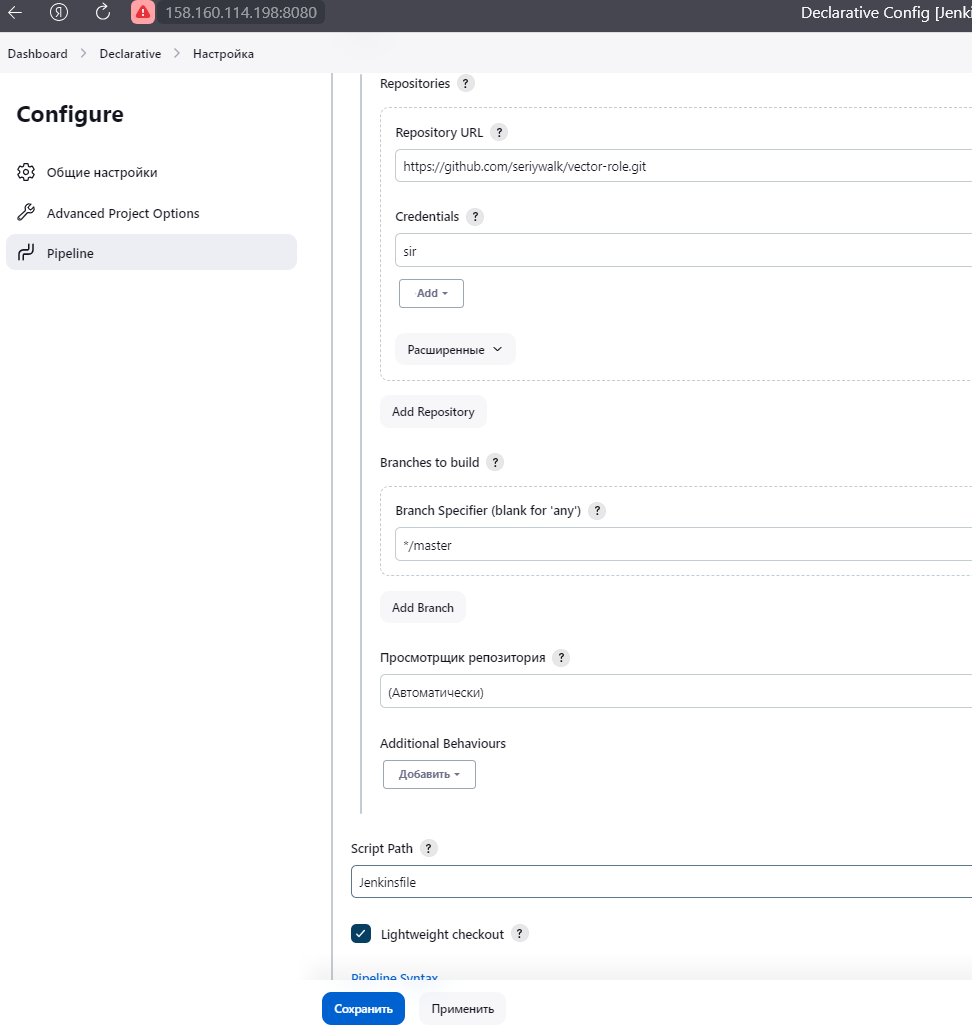 158.160.114.198:8080
Declarative Config [Jenki
Dashboard > Declarative > Настройка
Configure
Общие настройки
Advanced Project Options
Pipeline
Repositories ?
Repository URL ?
https://github.com/seriywalk/vector-role.git
Credentials ?
sir
Add
Расширенные
Add Repository
Branches to build ?
Branch Specifier (blank for 'any') ?
*/master
Add Branch
Просмотрщик репозитория ?
(Автоматически)
Additional Behaviours
Добавить
Script Path ?
Jenkinsfile
Lightweight checkout ?
Pipeline Syntax
Сохранить
Применить